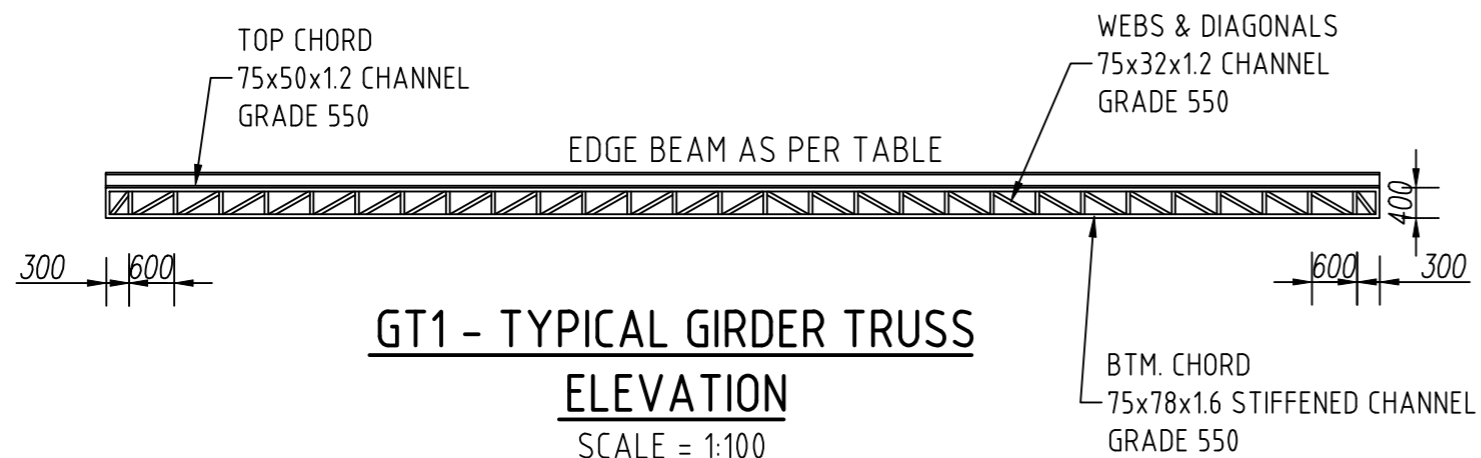 TOP CHORD
75x50x1.2 CHANNEL
GRADE 550
WEBS & DIAGONALS
75x32x1.2 CHANNEL
GRADE 550
EDGE BEAM AS PER TABLE
400
300
600
600
300
GT1 - TYPICAL GIRDER TRUSS
ELEVATION
SCALE = 1:100
BTM. CHORD
75x78x1.6 STIFFENED CHANNEL
GRADE 550